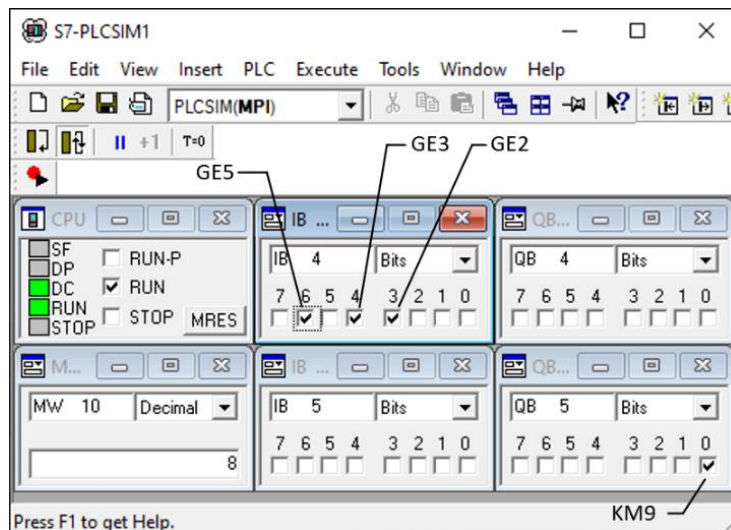 S7-PLCSIM1
File Edit View Insert PLC Execute Tools Window Help
PLCSIM(MPI)
+1 T=0
GE5 GE3 GE2
CPU IB ... QB...
SF
DP
DC
RUN
STOP
RUN-P
RUN
STOP MRES
IB 4 Bits
7 6 5 4 3 2 1 0
QB 4 Bits
7 6 5 4 3 2 1 0
M... IB QB...
MW 10 Decimal
8
IB 5 Bits
7 6 5 4 3 2 1 0
QB 5 Bits
7 6 5 4 3 2 1 0
KM9
Press F1 to get Help.